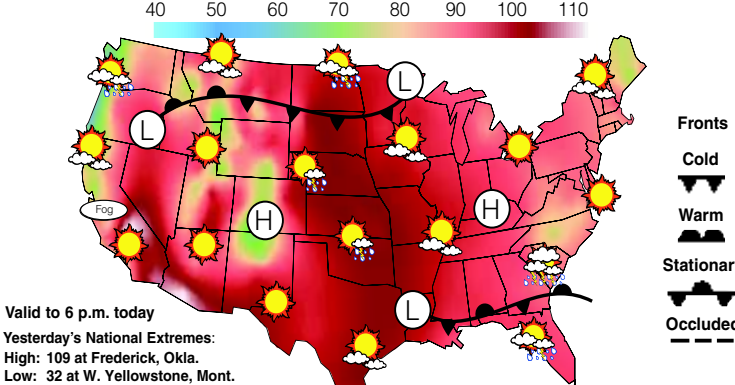 40 50 60 70 80 90 100 110
L
L
Fog
H
H
L
Fronts
Cold
Warm
Stationar
Occluded
Valid to 6 p.m. today
Yesterday's National Extremes:
High: 109 at Frederick, Okla.
Low: 32 at W. Yellowstone, Mont.